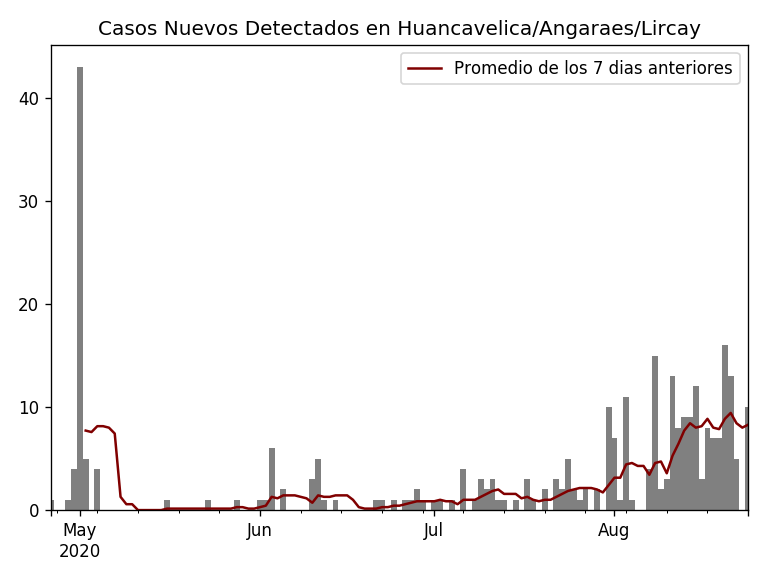 Casos Nuevos Detectados en Huancavelica/Angaraes/Lircay
Promedio de los 7 dias anteriores
40
30
20
10
0
May Jun Jul Aug
2020